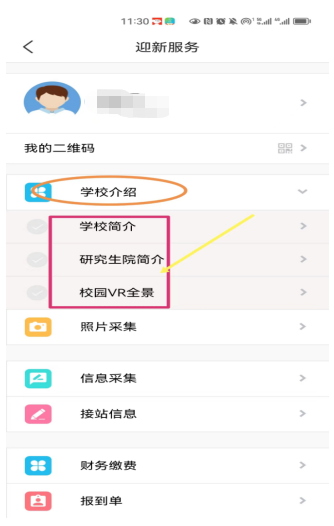 11:30
迎新服务
我的二维码
学校介绍
学校简介
研究生院简介
校园VR全景
照片采集
信息采集
接站信息
财务缴费
报到单